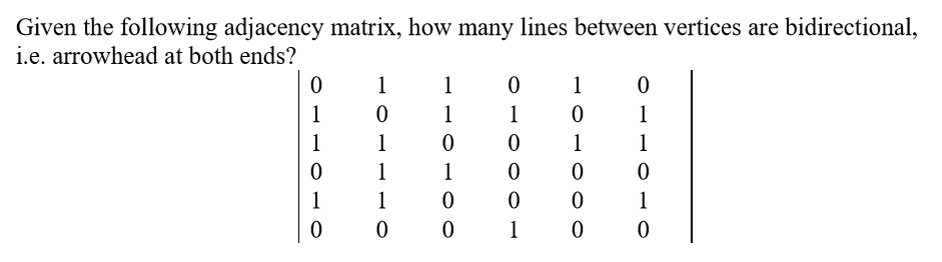 Given the following adjacency matrix, how many lines between vertices are bidirectional,
i.e. arrowhead at both ends?
0 1 1 0 1 0
1 0 1 1 0 1
1 1 0 0 1 1
0 1 1 0 0 0
1 1 0 0 0 1
0 0 0 1 0 0